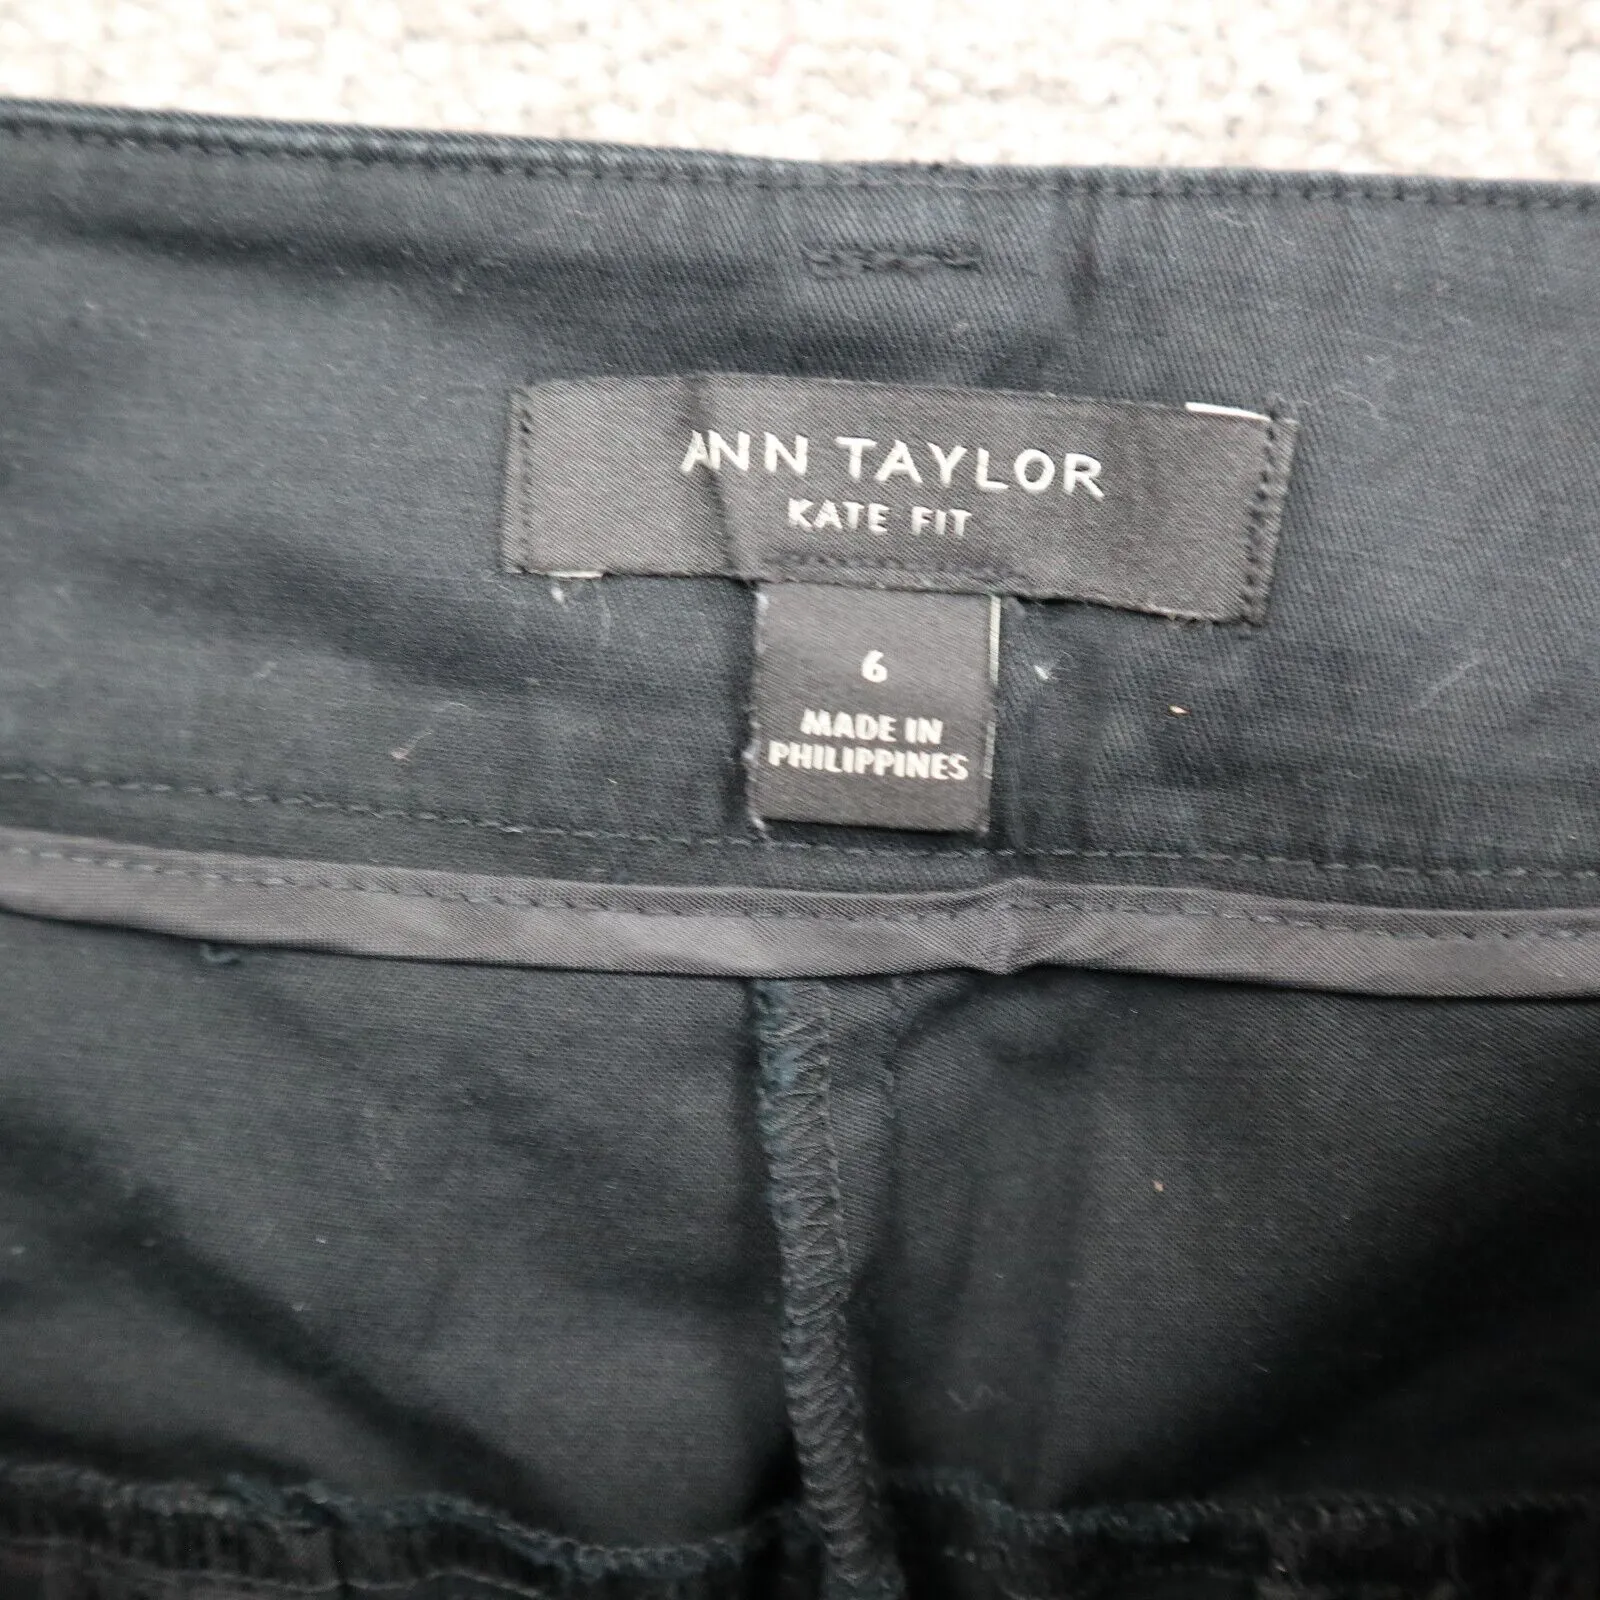 ANN TAYLOR
KATE FIT
6
MADE IN
PHILIPPINES